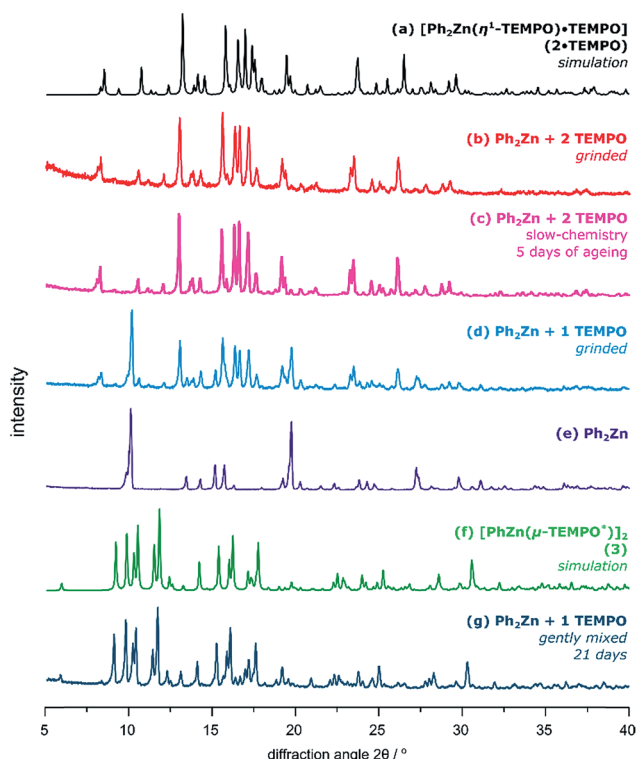 (a) [Ph₂Zn(η¹-TEMPO)•TEMPO]
(2•TEMPO)
simulation
(b) Ph₂Zn + 2 TEMPO
grinded
(c) Ph₂Zn + 2 TEMPO
slow-chemistry
5 days of ageing
(d) Ph₂Zn + 1 TEMPO
grinded
intensity
(e) Ph₂Zn
(f) [PhZn(μ-TEMPO*)]₂
(3)
simulation
(g) Ph₂Zn + 1 TEMPO
gently mixed
21 days
5 10 15 20 25 30 35 40
diffraction angle 2θ / °